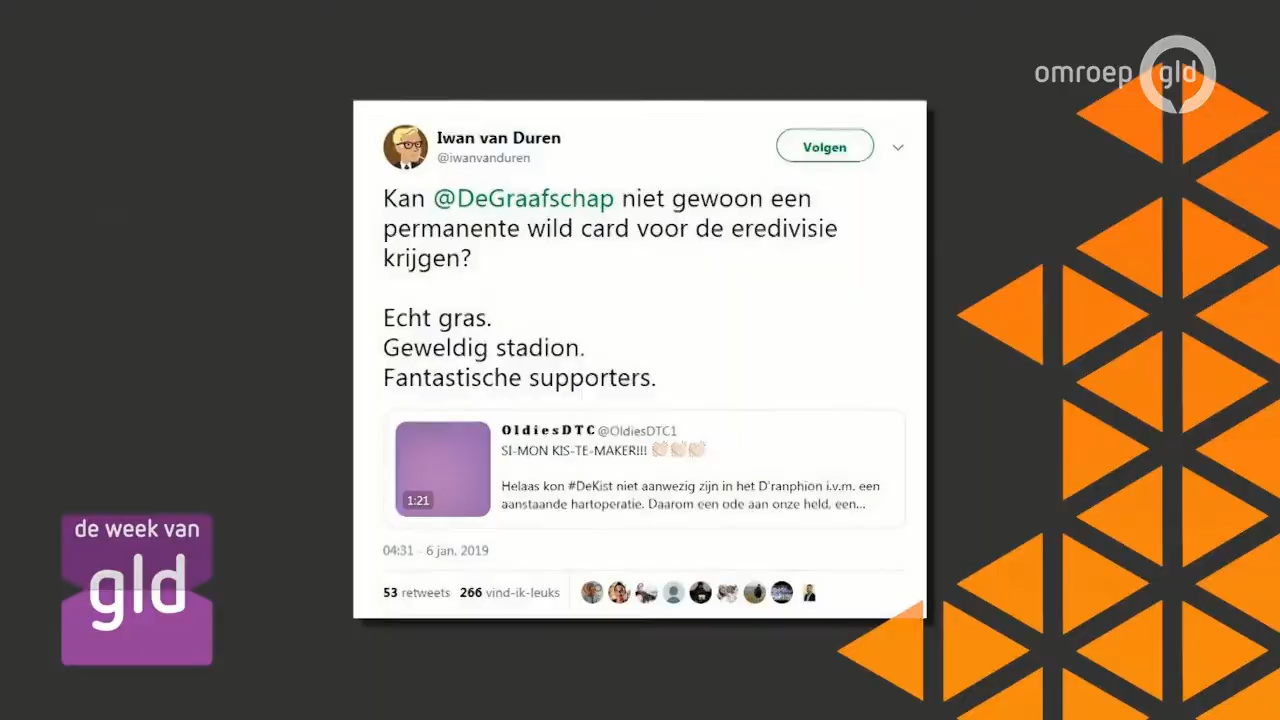 omroep gld
Iwan van Duren
@iwanvanduren
Volgen
Kan @DeGraafschap niet gewoon een
permanente wild card voor de eredivisie
krijgen?
Echt gras.
Geweldig stadion.
Fantastische supporters.
OldiesDTC @OldiesDTC1
SI-MON KIS-TE-MAKER!!! 👏🏻👏🏻👏🏻
1:21
Helaas kon #DeKist niet aanwezig zijn in het D'ranphion i.v.m. een
aanstaande hartoperatie. Daarom een ode aan onze held, een...
04:31 - 6 jan. 2019
53 retweets 266 vind-ik-leuks
de week van
gld